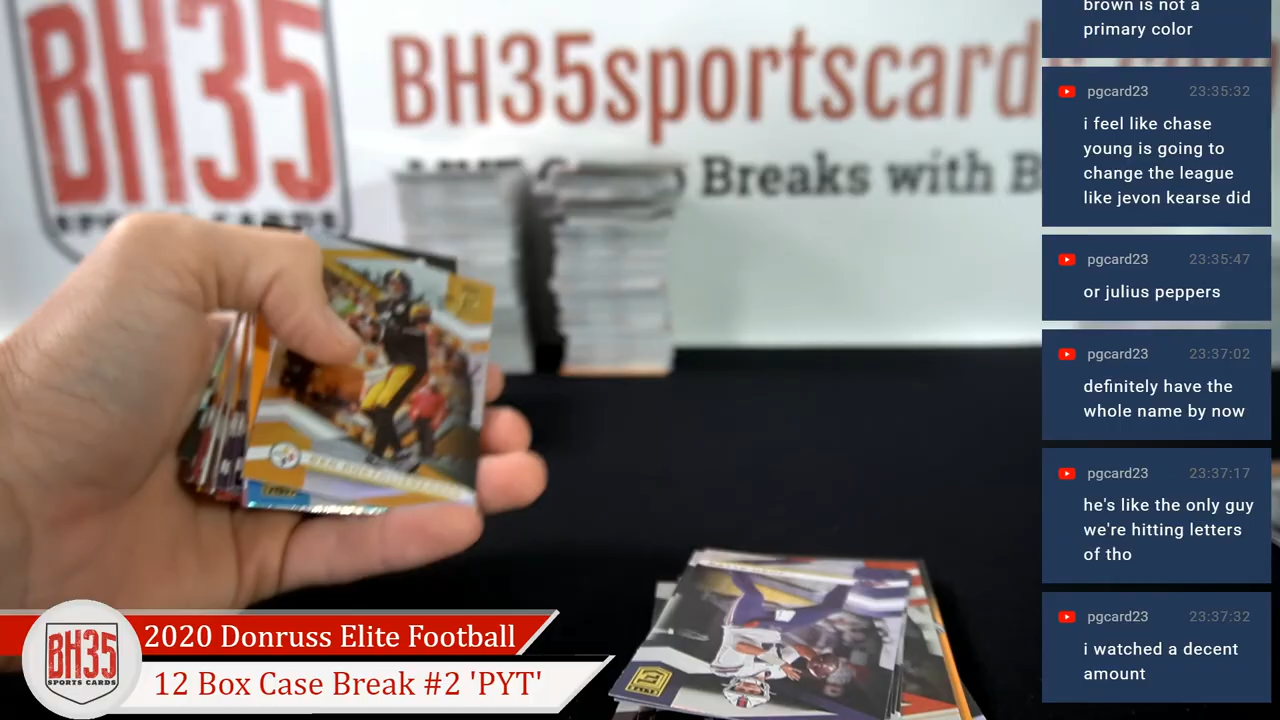 BH35
SPORTS CARDS
BH35sportscard
Breaks with B
brown is not a
primary color
pgcard23 23:35:32
i feel like chase
young is going to
change the league
like jevon kearse did
pgcard23 23:35:47
or julius peppers
pgcard23 23:37:02
definitely have the
whole name by now
pgcard23 23:37:17
he's like the only guy
we're hitting letters
of tho
pgcard23 23:37:32
i watched a decent
amount
BH35
SPORTS CARDS
2020 Donruss Elite Football
12 Box Case Break #2 'PYT'